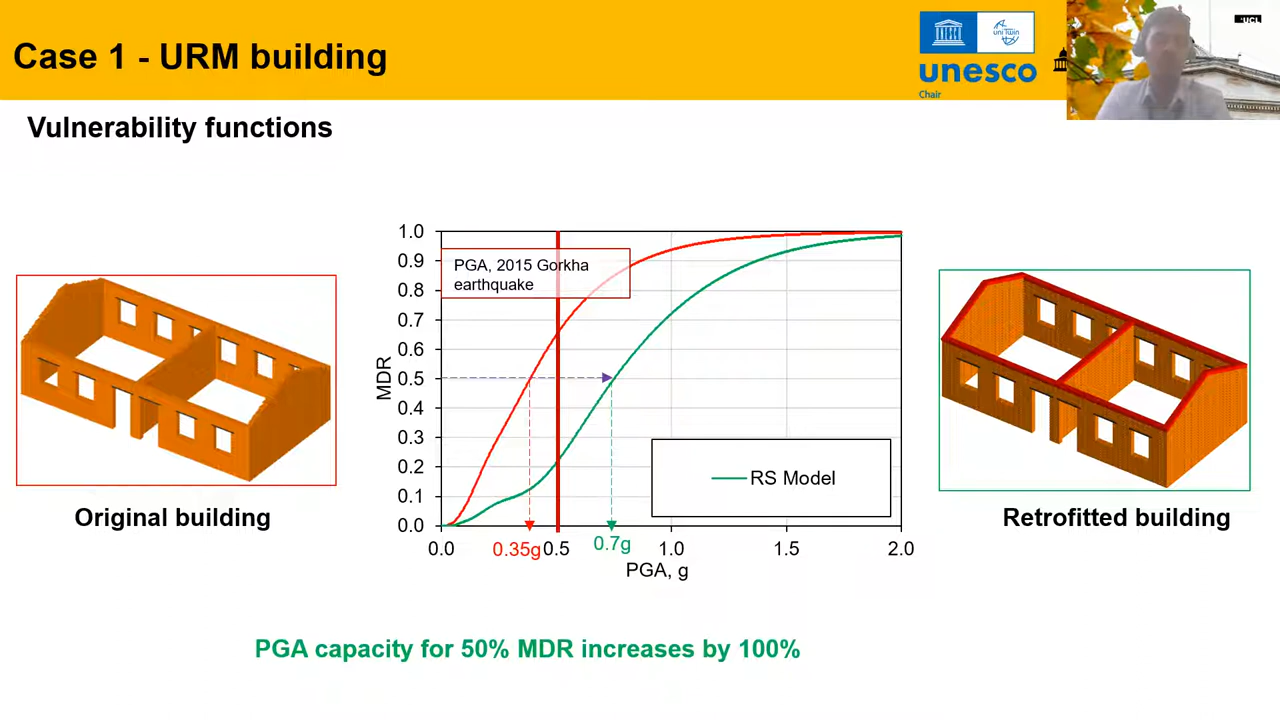 Case 1 - URM building
UNITWIN
unesco
Chair
UCL
Vulnerability functions
1.0
0.9
0.8
0.7
0.6
0.5
0.4
0.3
0.2
0.1
0.0
MDR
PGA, 2015 Gorkha
earthquake
RS Model
0.0
0.35g
0.5
0.7g
1.0
1.5
2.0
PGA, g
Original building
Retrofitted building
PGA capacity for 50% MDR increases by 100%